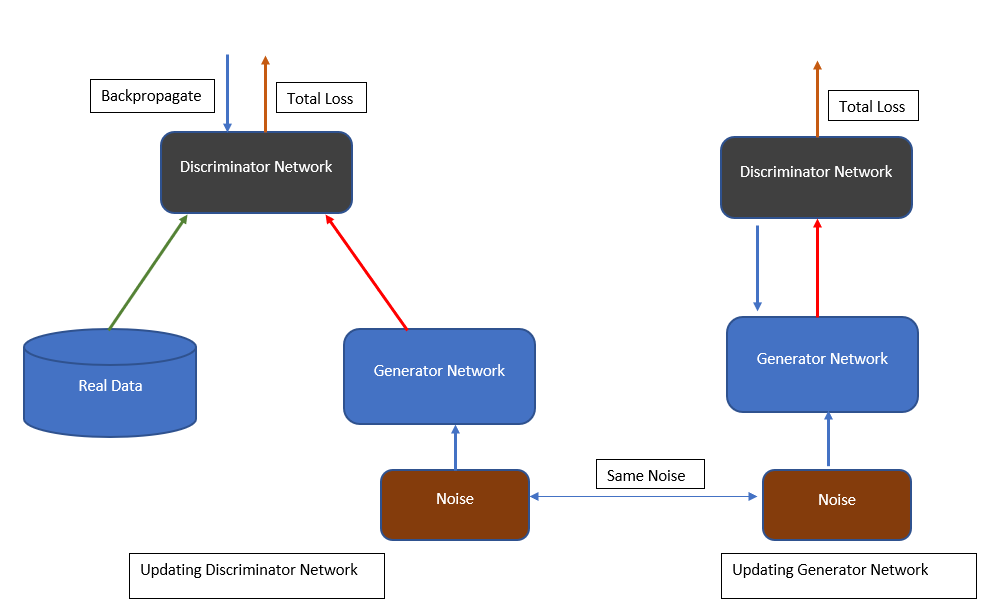 Backpropagate
Total Loss
Total Loss
Discriminator Network
Discriminator Network
Real Data
Generator Network
Generator Network
Same Noise
Noise
Noise
Updating Discriminator Network
Updating Generator Network